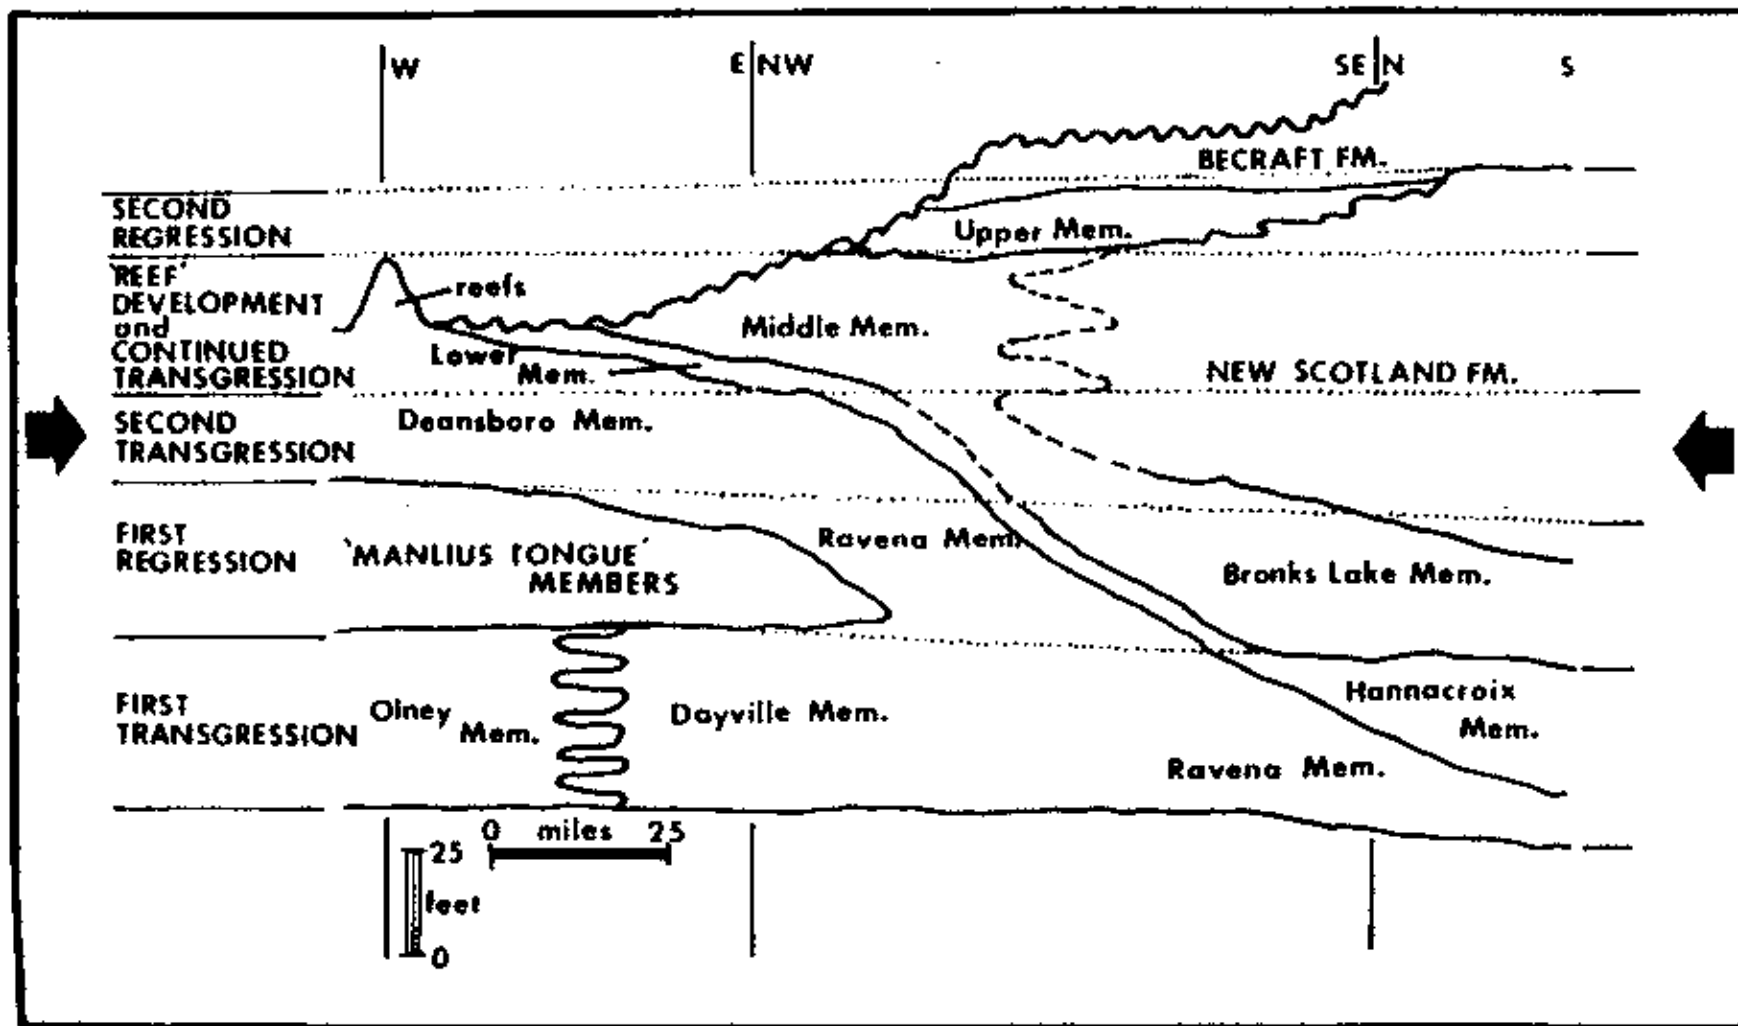 W
E NW
SE N
S
BECRAFT FM.
SECOND
REGRESSION
Upper Mem.
'REEF'
DEVELOPMENT
and
CONTINUED
TRANSGRESSION
reefs
Middle Mem.
Lower
Mem.
NEW SCOTLAND FM.
SECOND
TRANSGRESSION
Deansboro Mem.
FIRST
REGRESSION
'MANLIUS TONGUE'
MEMBERS
Ravena Mem.
Bronks Lake Mem.
FIRST
TRANSGRESSION
Olney
Mem.
Dayville Mem.
Hannacroix
Mem.
Ravena Mem.
0 miles 25
25
feet
0